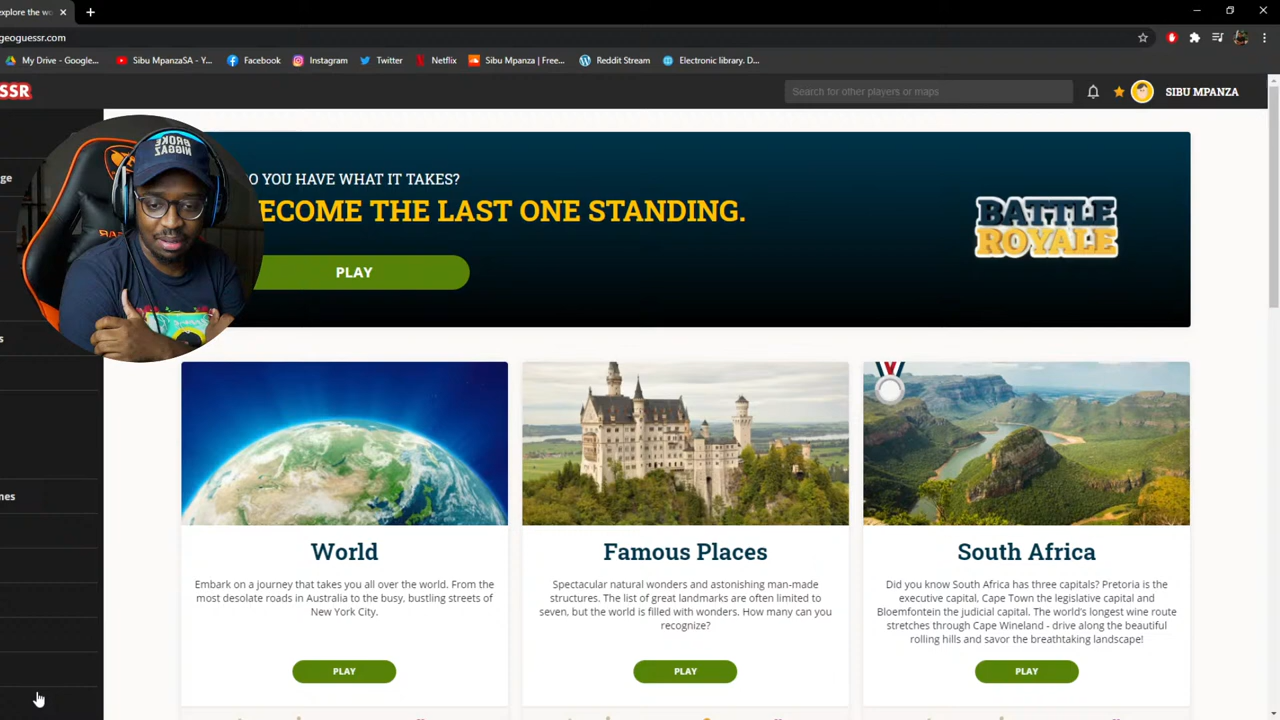 explore the wo
geoguessr.com
My Drive - Google...
Sibu MpanzaSA - Y...
Facebook
Instagram
Twitter
Netflix
Sibu Mpanza | Free...
Reddit Stream
Electronic library. D...
SSR
Search for other players or maps
SIBU MPANZA
ge
O YOU HAVE WHAT IT TAKES?
ECOME THE LAST ONE STANDING.
PLAY
BATTLE
ROYALE
s
nes
World
Embark on a journey that takes you all over the world. From the
most desolate roads in Australia to the busy, bustling streets of
New York City.
PLAY
Famous Places
Spectacular natural wonders and astonishing man-made
structures. The list of great landmarks are often limited to
seven, but the world is filled with wonders. How many can you
recognize?
PLAY
South Africa
Did you know South Africa has three capitals? Pretoria is the
executive capital, Cape Town the legislative capital and
Bloemfontein the judicial capital. The world's longest wine route
stretches through Cape Wineland - drive along the beautiful
rolling hills and savor the breathtaking landscape!
PLAY